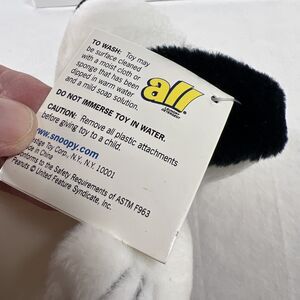 TO WASH: Toy may
be surface cleaned
with a moist cloth or
sponge that has been
dipped in warm water
and a mild soap solution.
all
DO NOT IMMERSE TOY IN WATER.
CAUTION: Remove all plastic attachments
before giving toy to a child.
www.snoopy.com
Toy Corp., N.Y. N.Y. 10001
in China
to the Safety Requirements of ASTM F963
Peanuts © United Feature Syndicate, Inc.